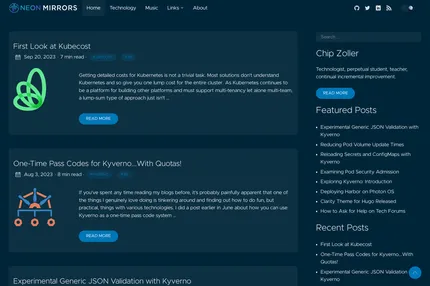 NEON MIRRORS
Home
Technology
Music
Links
About
First Look at Kubecost
Sep 20, 2023 · 7 min read
Getting detailed costs for Kubernetes is not a trivial task. Most solutions don't understand
Kubernetes and so give you one lump cost for the entire cluster. As Kubernetes continues to
be a platform for building other platforms and must support multi-tenancy let alone multi-team,
a lump-sum type of approach just isn't ...
READ MORE
One-Time Pass Codes for Kyverno...With Quotas!
Aug 3, 2023 · 8 min read
If you've spent any time reading my blogs before, it's probably painfully apparent that one of
the things I genuinely love doing is tinkering around and finding out how to do fun, but
practical, things with various technologies. I did a post earlier in June about how you can use
Kyverno as a one-time pass code system ...
READ MORE
Experimental Generic JSON Validation with Kyverno
Search
Chip Zoller
Technologist, perpetual student, teacher,
continual incremental improvement.
READ MORE
Featured Posts
Experimental Generic JSON Validation with
Kyverno
Reducing Pod Volume Update Times
Reloading Secrets and ConfigMaps with
Kyverno
Examining Pod Security Admission
Exploring Kyverno: Introduction
Deploying Harbor on Photon OS
Clarity Theme for Hugo Released
How to Ask for Help on Tech Forums
Recent Posts
First Look at Kubecost
One-Time Pass Codes for Kyverno...With
Quotas!
Experimental Generic JSON Validation with
Kyverno